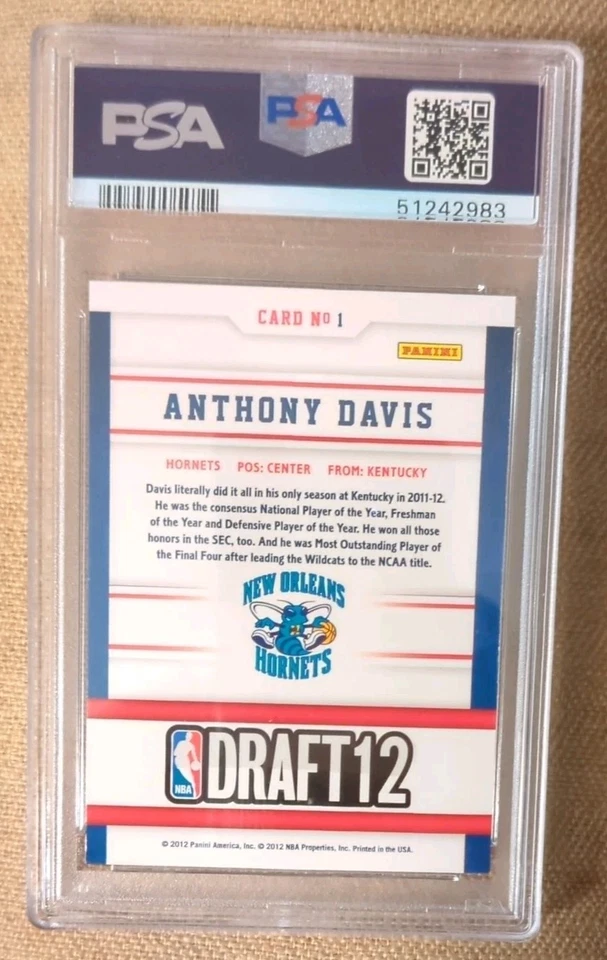 PSA
PSA
51242983
CARD Nº 1
PANINI
ANTHONY DAVIS
HORNETS POS: CENTER FROM: KENTUCKY
Davis literally did it all in his only season at Kentucky in 2011-12.
He was the consensus National Player of the Year, Freshman
of the Year and Defensive Player of the Year. He won all those
honors in the SEC, too. And he was Most Outstanding Player of
the Final Four after leading the Wildcats to the NCAA title.
NEW ORLEANS
HORNETS
NBA
DRAFT12
© 2012 Panini America, Inc. © 2012 NBA Properties, Inc. Printed in the USA.